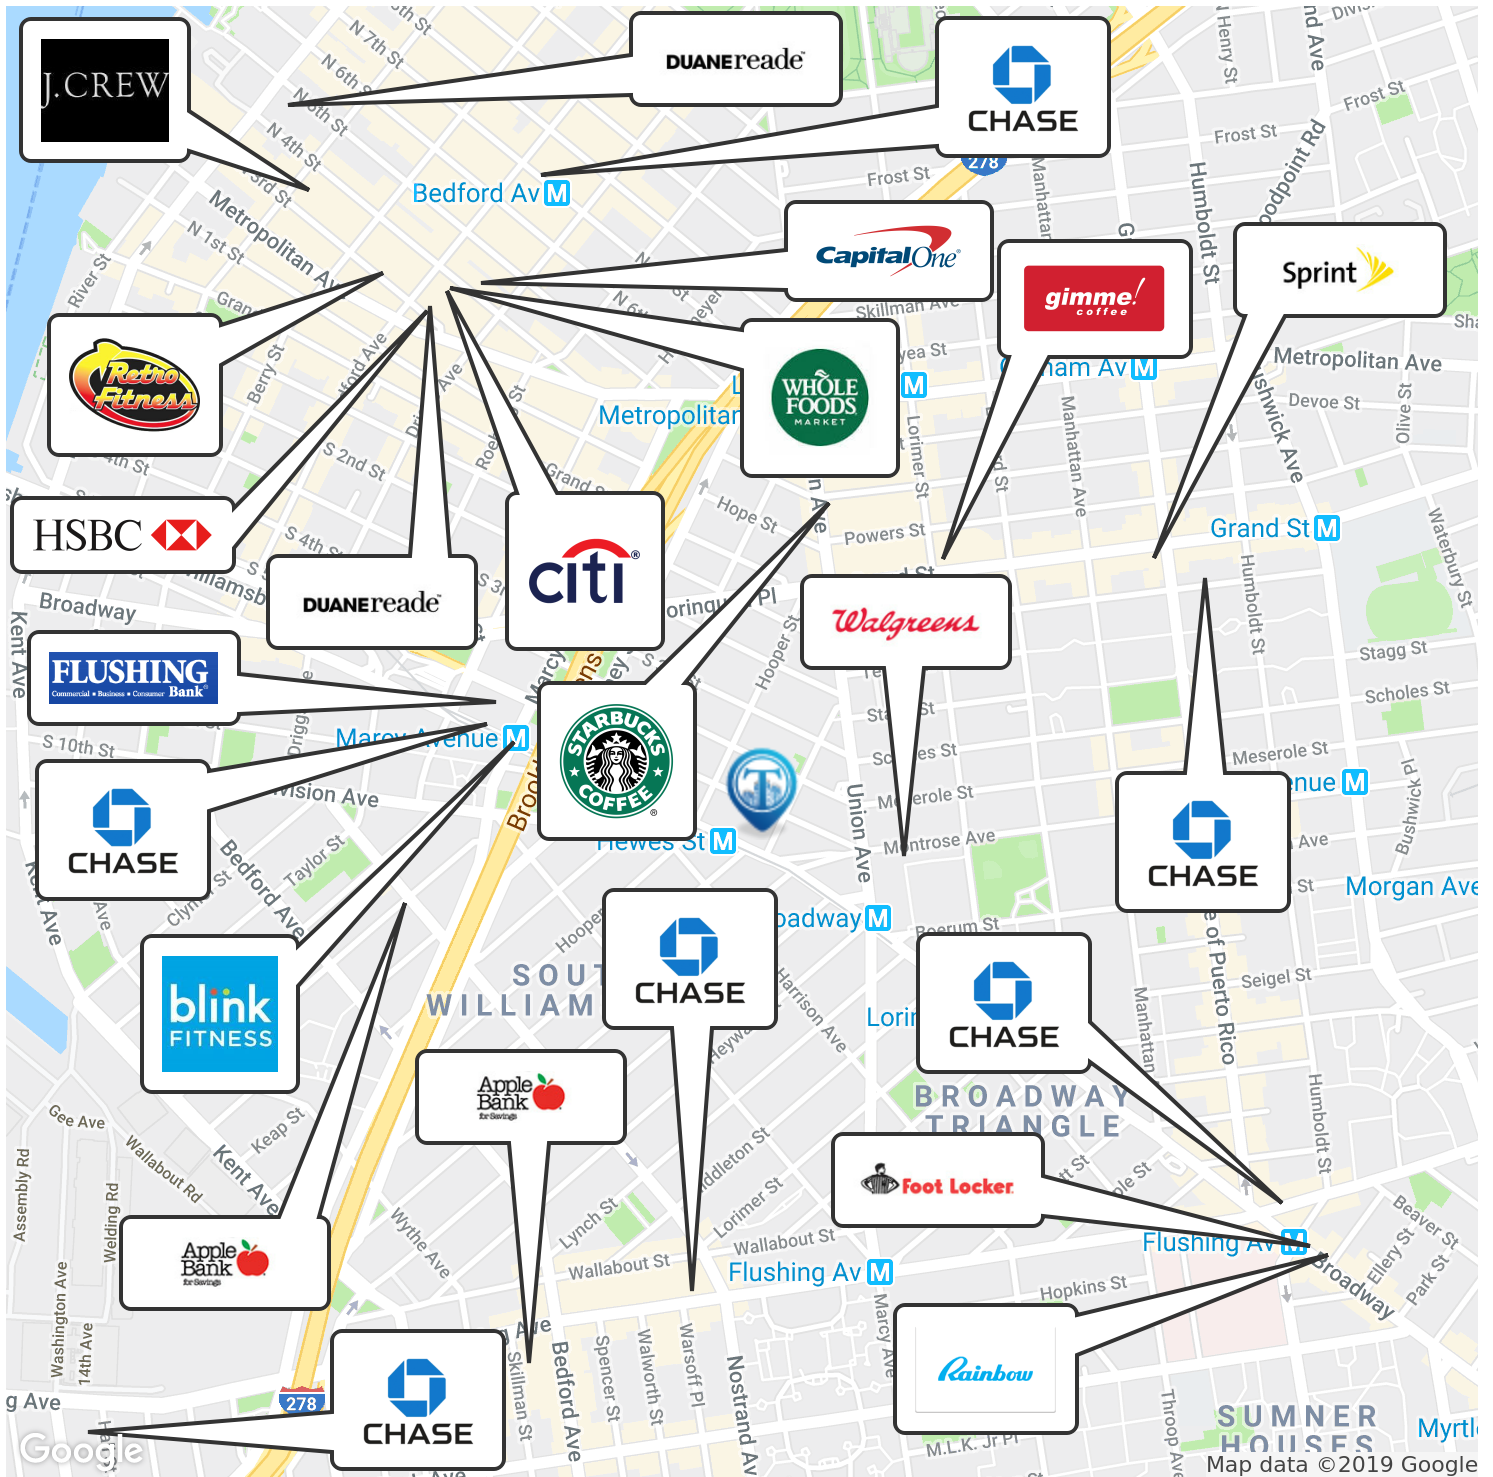 J.CREW
DUANEreade
CHASE
N 7th St
N 6th St
N 5th St
N 4th St
N 3rd St
Bedford Av M
278
Frost St
Frost St
Frost St
N Henry St
Humboldt St
Metropolitan Ave
N 1st St
River St
CapitalOne
gimme!
coffee
Sprint
Skillman Ave
Metropolitan Ave
Retro
Fitness
Berry St
WHOLE
FOODS
MARKET
Devoe St
Olive St
Metropolitan
Manhattan Ave
Lorimer St
S 2nd St
Hope St
Powers St
Grand St M
Waterbury St
HSBC
DUANEreade
citi
Walgreens
S 4th St
Broadway
Kent Ave
Hooper St
Humboldt St
Stagg St
Scholes St
FLUSHING
Commercial • Business • Consumer Bank
STARBUCKS
COFFEE
Marcy Avenue M
S 10th St
Meserole St
Bushwick Pl
Union Ave
CHASE
T
Hewes St M
Montrose Ave
CHASE
Taylor St
Bedford Ave
Morgan Ave
CHASE
Boerum St
Seigel St
blink
FITNESS
CHASE
Harrison Ave
Apple
Bank
for Savings
BROADWAY
TRIANGLE
Gee Ave
Wallabout Rd
Keap St
Kent Ave
Assembly Rd
Welding Rd
Humboldt St
Foot Locker
Beaver St
Ellery St
Park St
Apple
Bank
for Savings
Wythe Ave
Lynch St
Lorimer St
Wallabout St
Wallabout St
Flushing Av M
Flushing Av M
Hopkins St
Broadway
Washington Ave
14th Ave
Marcy Ave
Rainbow
CHASE
278
Skillman St
Bedford Ave
Spencer St
Walworth St
Warsoff Pl
Nostrand Av
M.L.K. Jr Pl
Throop Ave
SUMNER
HOUSES
Google
Map data ©2019 Google